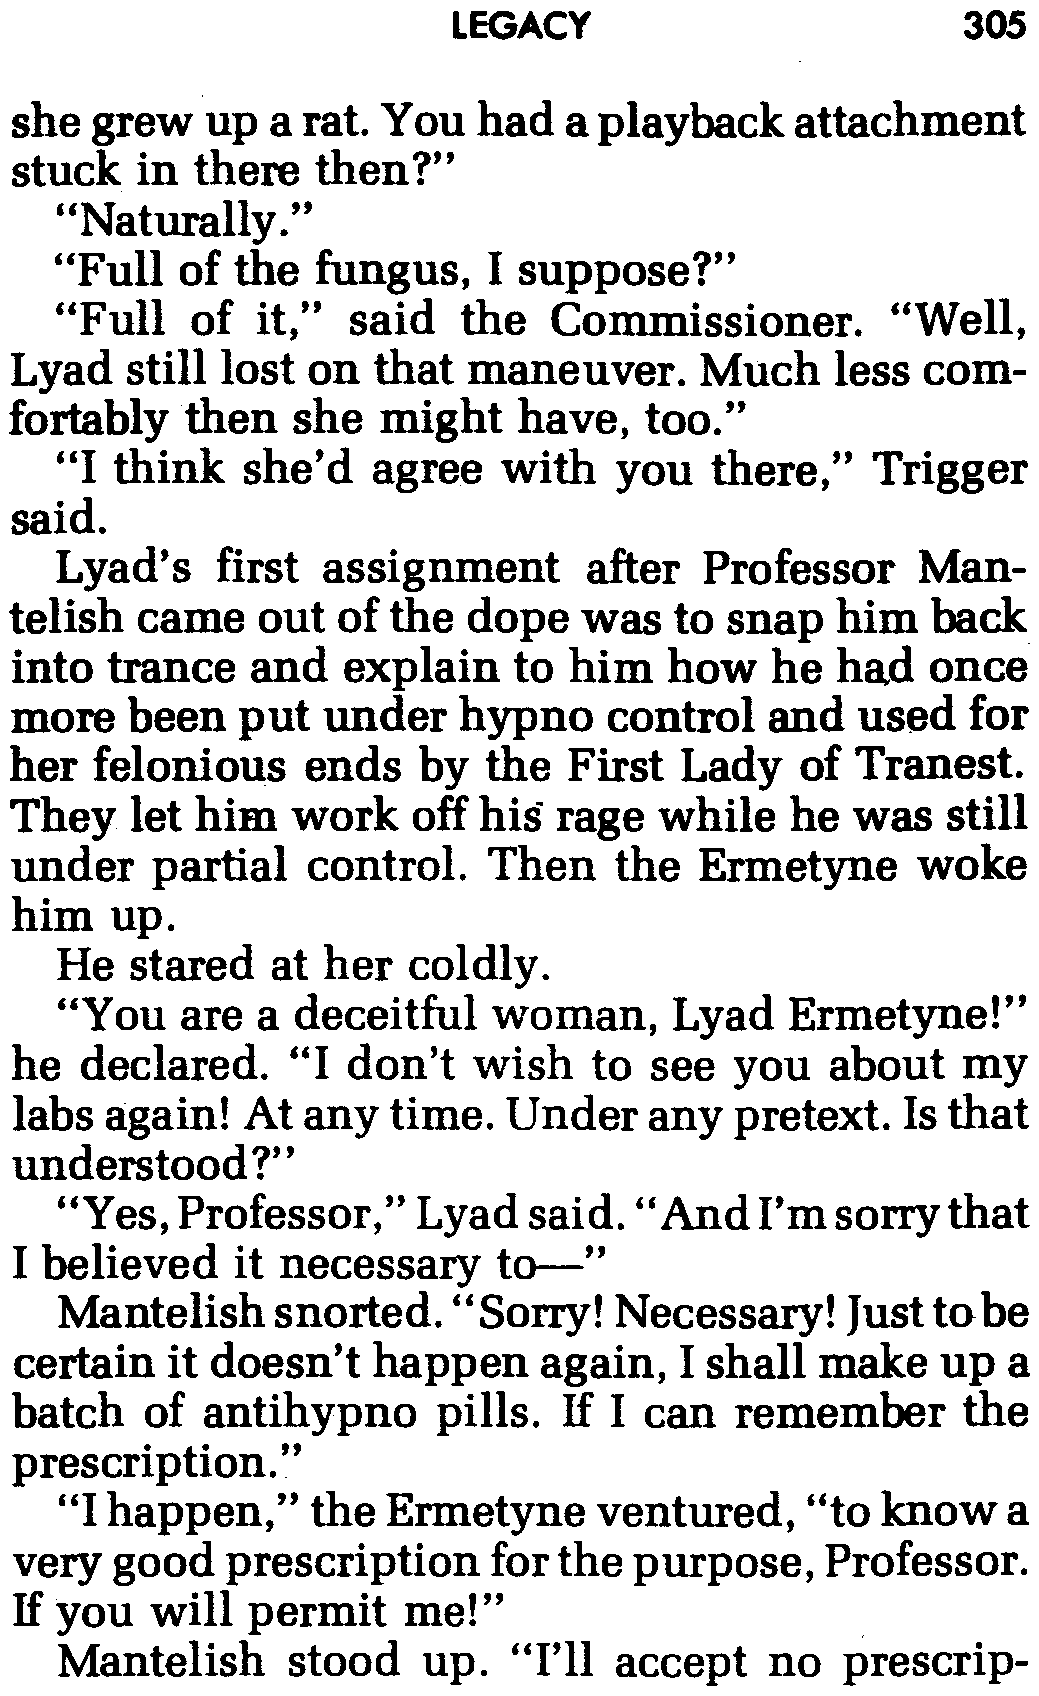 LEGACY 305
she grew up a rat. You had a playback attachment
stuck in there then?”
“Naturally.”
“Full of the fungus, I suppose?”
“Full of it,” said the Commissioner. “Well,
Lyad still lost on that maneuver. Much less com-
fortably then she might have, too.”
“I think she’d agree with you there,” Trigger
said.
Lyad’s first assignment after Professor Man-
telish came out of the dope was to snap him back
into trance and explain to him how he had once
more been put under hypno control and used for
her felonious ends by the First Lady of Tranest.
They let him work off his rage while he was still
under partial control. Then the Ermetyne woke
him up.
He stared at her coldly.
“You are a deceitful woman, Lyad Ermetyne!”
he declared. “I don’t wish to see you about my
labs again! At any time. Under any pretext. Is that
understood?”
“Yes, Professor,” Lyad said. “And I’m sorry that
I believed it necessary to—”
Mantelish snorted. “Sorry! Necessary! Just to be
certain it doesn’t happen again, I shall make up a
batch of antihypno pills. If I can remember the
prescription.”
“I happen,” the Ermetyne ventured, “to know a
very good prescription for the purpose, Professor.
If you will permit me!”
Mantelish stood up. “I’ll accept no prescrip-